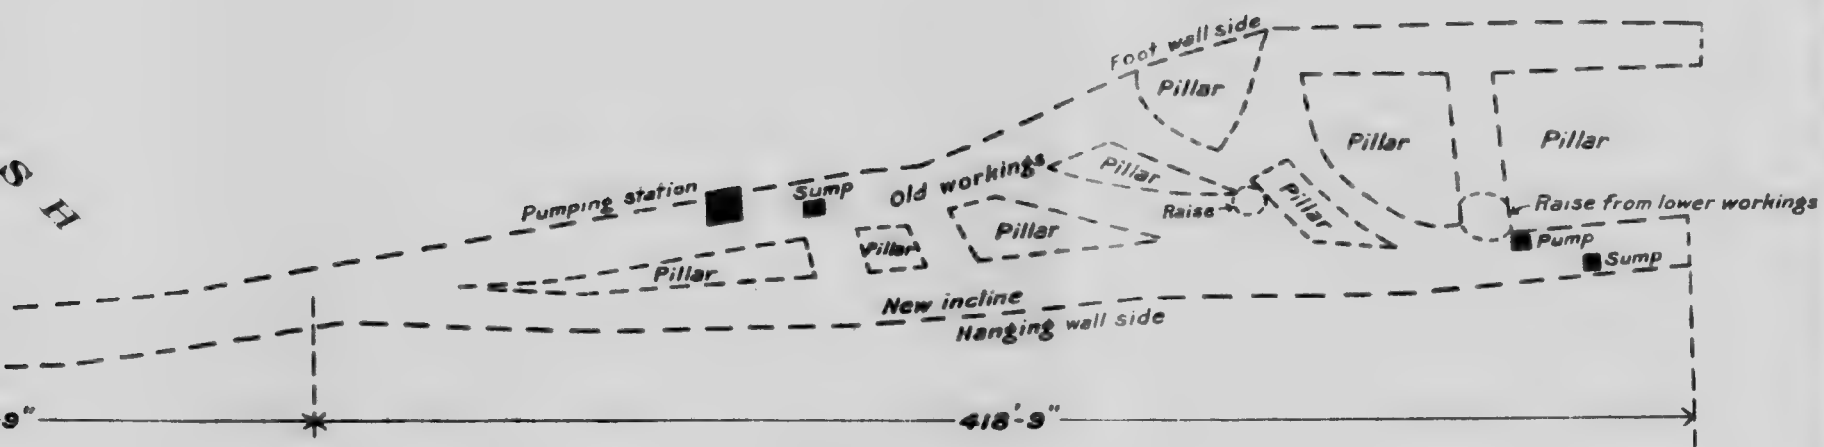 Foot wall side
Pillar
Pillar
Pillar
S H
Pumping station
Sump
Old workings
Pillar
Raise
Pillar
Raise from lower workings
Pump
Sump
Pillar
Pillar
Pillar
New incline
Hanging wall side
9"
418'-9"